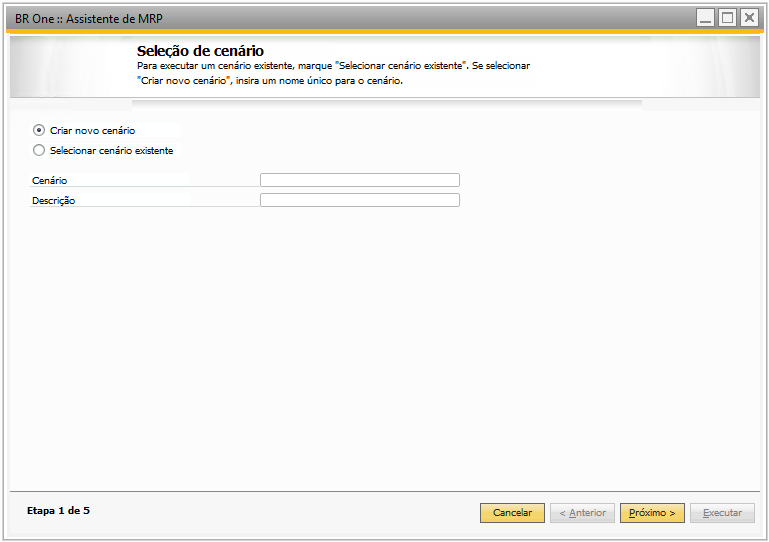 BR One :: Assistente de MRP
Seleção de cenário
Para executar um cenário existente, marque "Selecionar cenário existente". Se selecionar
"Criar novo cenário", insira um nome único para o cenário.
Criar novo cenário
Selecionar cenário existente
Cenário
Descrição
Etapa 1 de 5
Cancelar
< Anterior
Próximo >
Executar